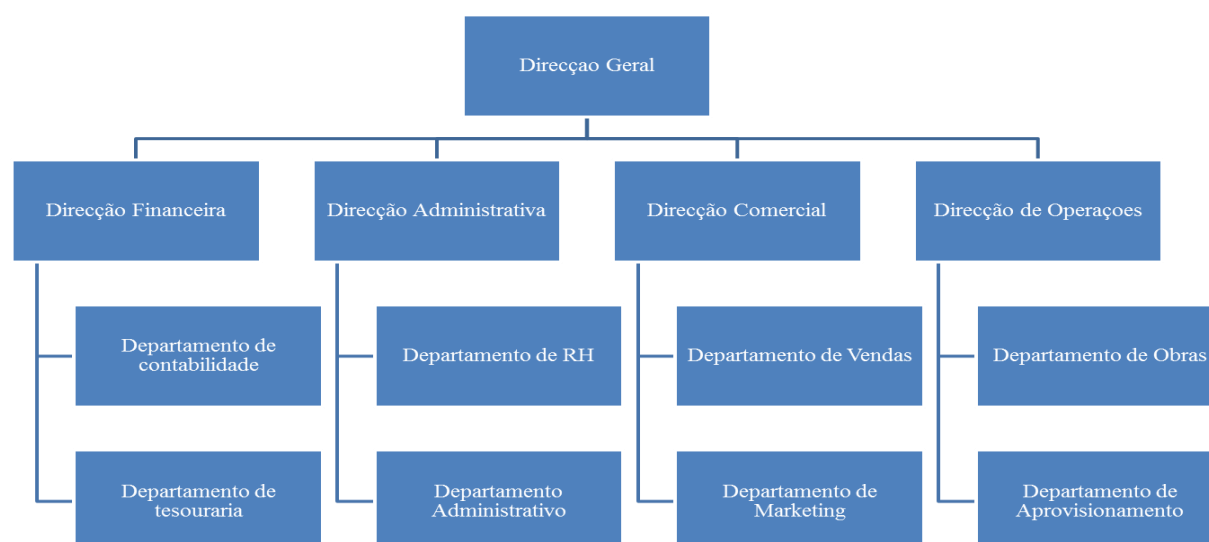 Direcçao Geral
Direcção Financeira
Direcção Administrativa
Direcção Comercial
Direcção de Operaçoes
Departamento de
contabilidade
Departamento de RH
Departamento de Vendas
Departamento de Obras
Departamento de
tesouraria
Departamento
Administrativo
Departamento de
Marketing
Departamento de
Aprovisionamento